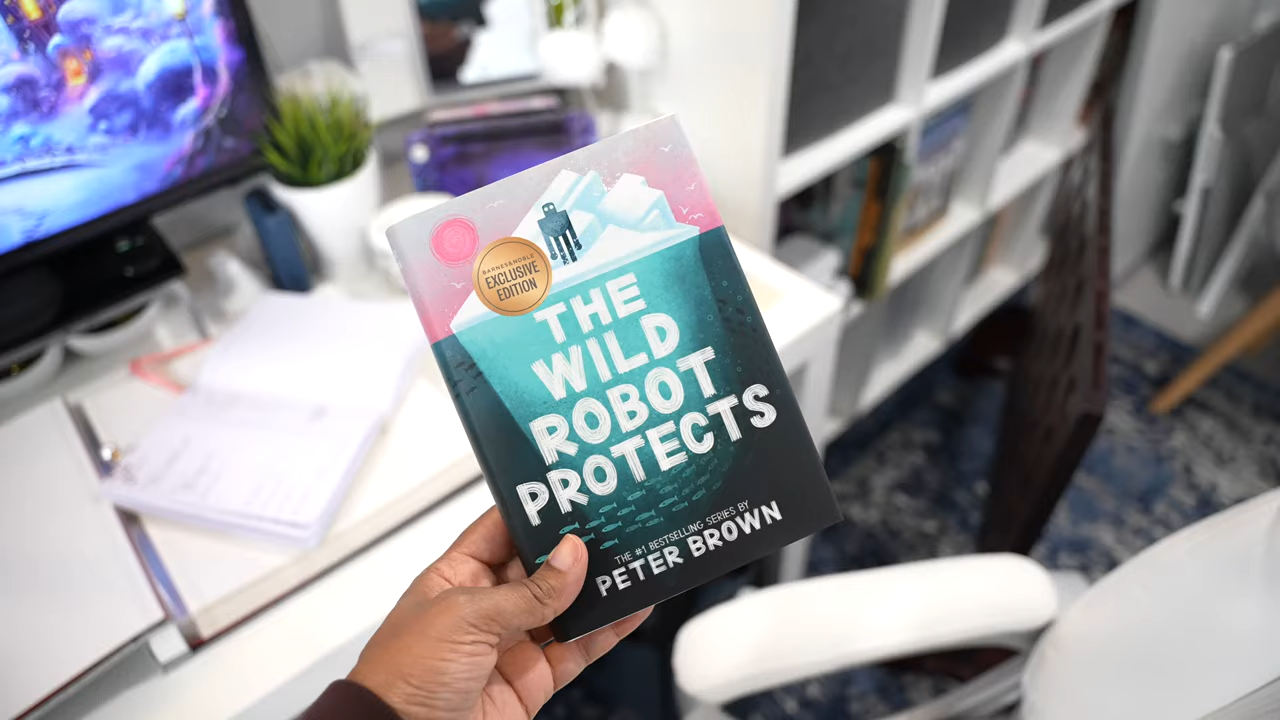 BARNES&NOBLE
EXCLUSIVE
EDITION
THE
WILD
ROBOT
PROTECTS
THE #1 BESTSELLING SERIES BY
PETER BROWN